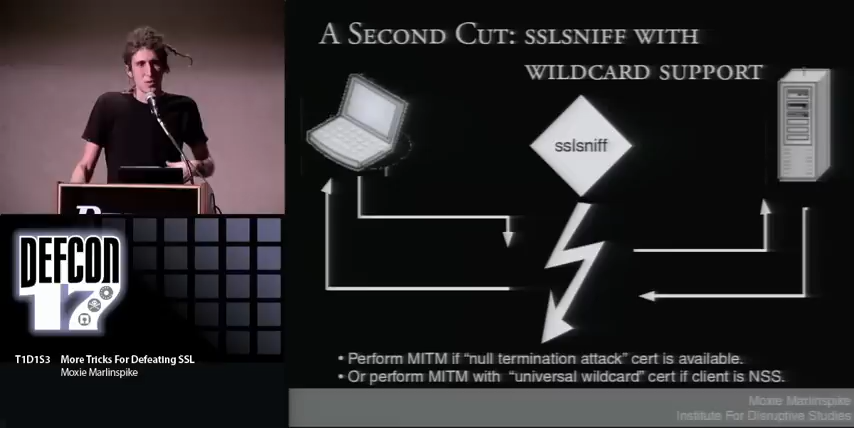 A Second Cut: sslsniff with
wildcard support
sslsniff
DEFCON
17
T1D1S3 More Tricks For Defeating SSL
Moxie Marlinspike
• Perform MITM if “null termination attack” cert is available.
• Or perform MITM with “universal wildcard” cert if client is NSS.
Moxie Marlinspike
Institute For Disruptive Studies